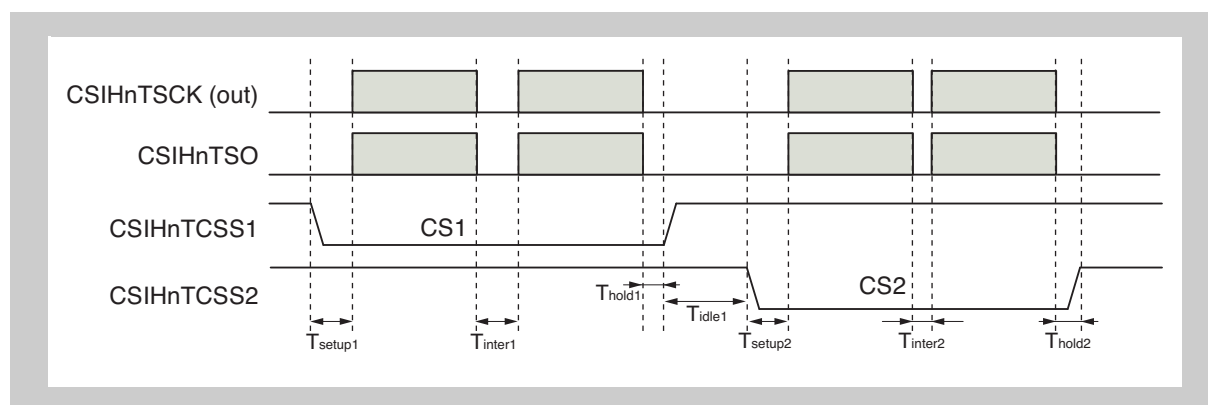 CSIHnTSCK (out)
CSIHnTSO
CSIHnTCSS1
CS1
CSIHnTCSS2
CS2
Thold1
Tidle1
Tsetup1
Tinter1
Tsetup2
Tinter2
Thold2